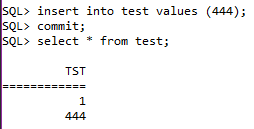 SQL> insert into test values (444);
SQL> commit;
SQL> select * from test;
TST
============
1
444